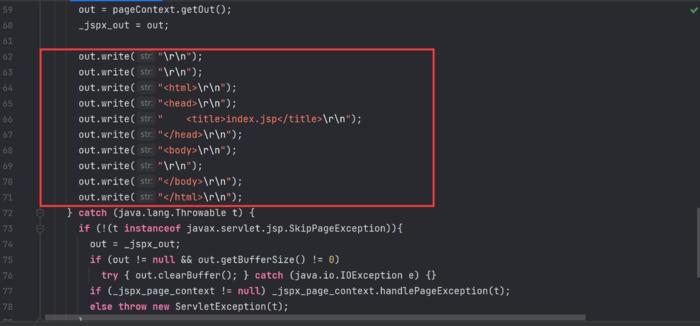 59 out = pageContext.getOut();
60 _jspx_out = out;
61
62 out.write( str: "\r\n");
63 out.write( str: "\r\n");
64 out.write( str: "<html>\r\n");
65 out.write( str: "<head>\r\n");
66 out.write( str: "    <title>index.jsp</title>\r\n");
67 out.write( str: "</head>\r\n");
68 out.write( str: "<body>\r\n");
69 out.write( str: "\r\n");
70 out.write( str: "</body>\r\n");
71 out.write( str: "</html>\r\n");
72 } catch (java.lang.Throwable t) {
73 if (!(t instanceof javax.servlet.jsp.SkipPageException)){
74 out = _jspx_out;
75 if (out != null && out.getBufferSize() != 0)
76 try { out.clearBuffer(); } catch (java.io.IOException e) {}
77 if (_jspx_page_context != null) _jspx_page_context.handlePageException(t);
78 else throw new ServletException(t);